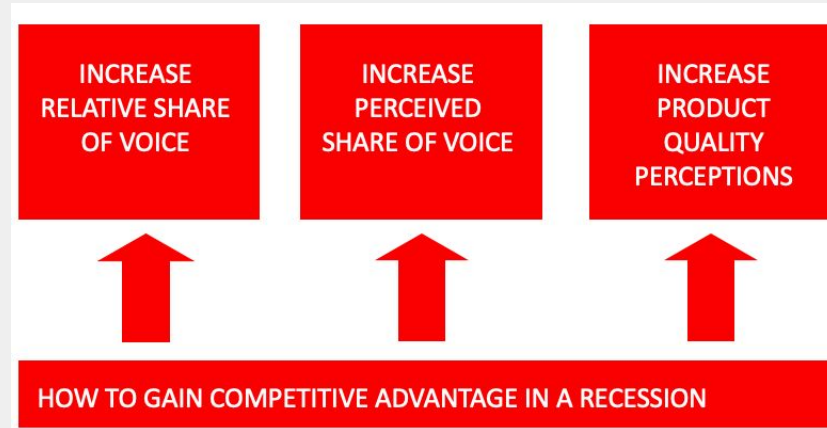 INCREASE
RELATIVE SHARE
OF VOICE
INCREASE
PERCEIVED
SHARE OF VOICE
INCREASE
PRODUCT
QUALITY
PERCEPTIONS
HOW TO GAIN COMPETITIVE ADVANTAGE IN A RECESSION